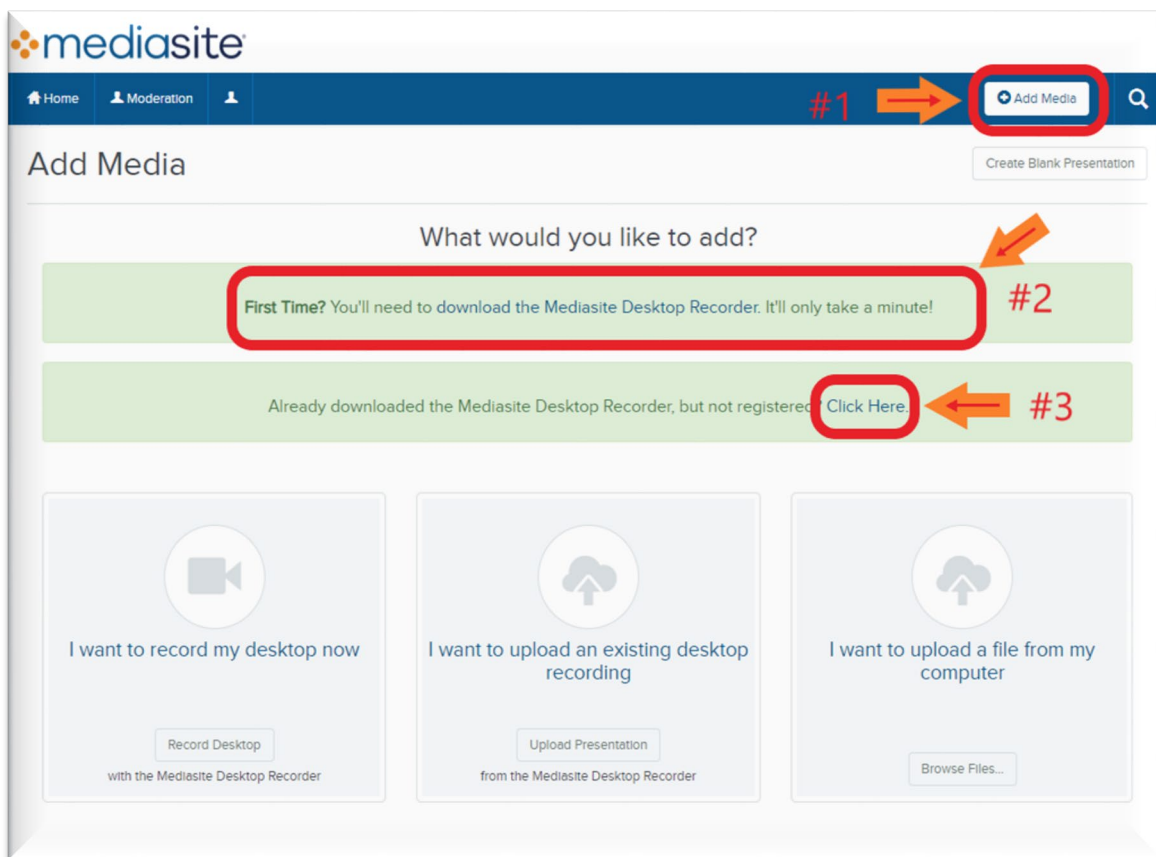 mediasite
Home Moderation #1 Add Media
Add Media Create Blank Presentation
What would you like to add?
First Time? You'll need to download the Mediasite Desktop Recorder. It'll only take a minute!
#2
Already downloaded the Mediasite Desktop Recorder, but not registered? Click Here.
#3
I want to record my desktop now
Record Desktop
with the Mediasite Desktop Recorder
I want to upload an existing desktop
recording
Upload Presentation
from the Mediasite Desktop Recorder
I want to upload a file from my
computer
Browse Files...